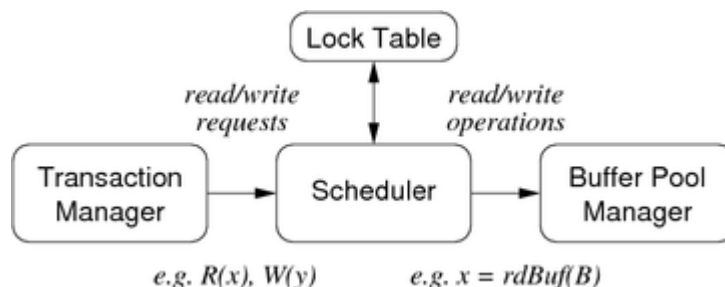 Lock Table
read/write
requests
read/write
operations
Transaction
Manager
Scheduler
Buffer Pool
Manager
e.g. R(x), W(y)
e.g. x = rdBuf(B)